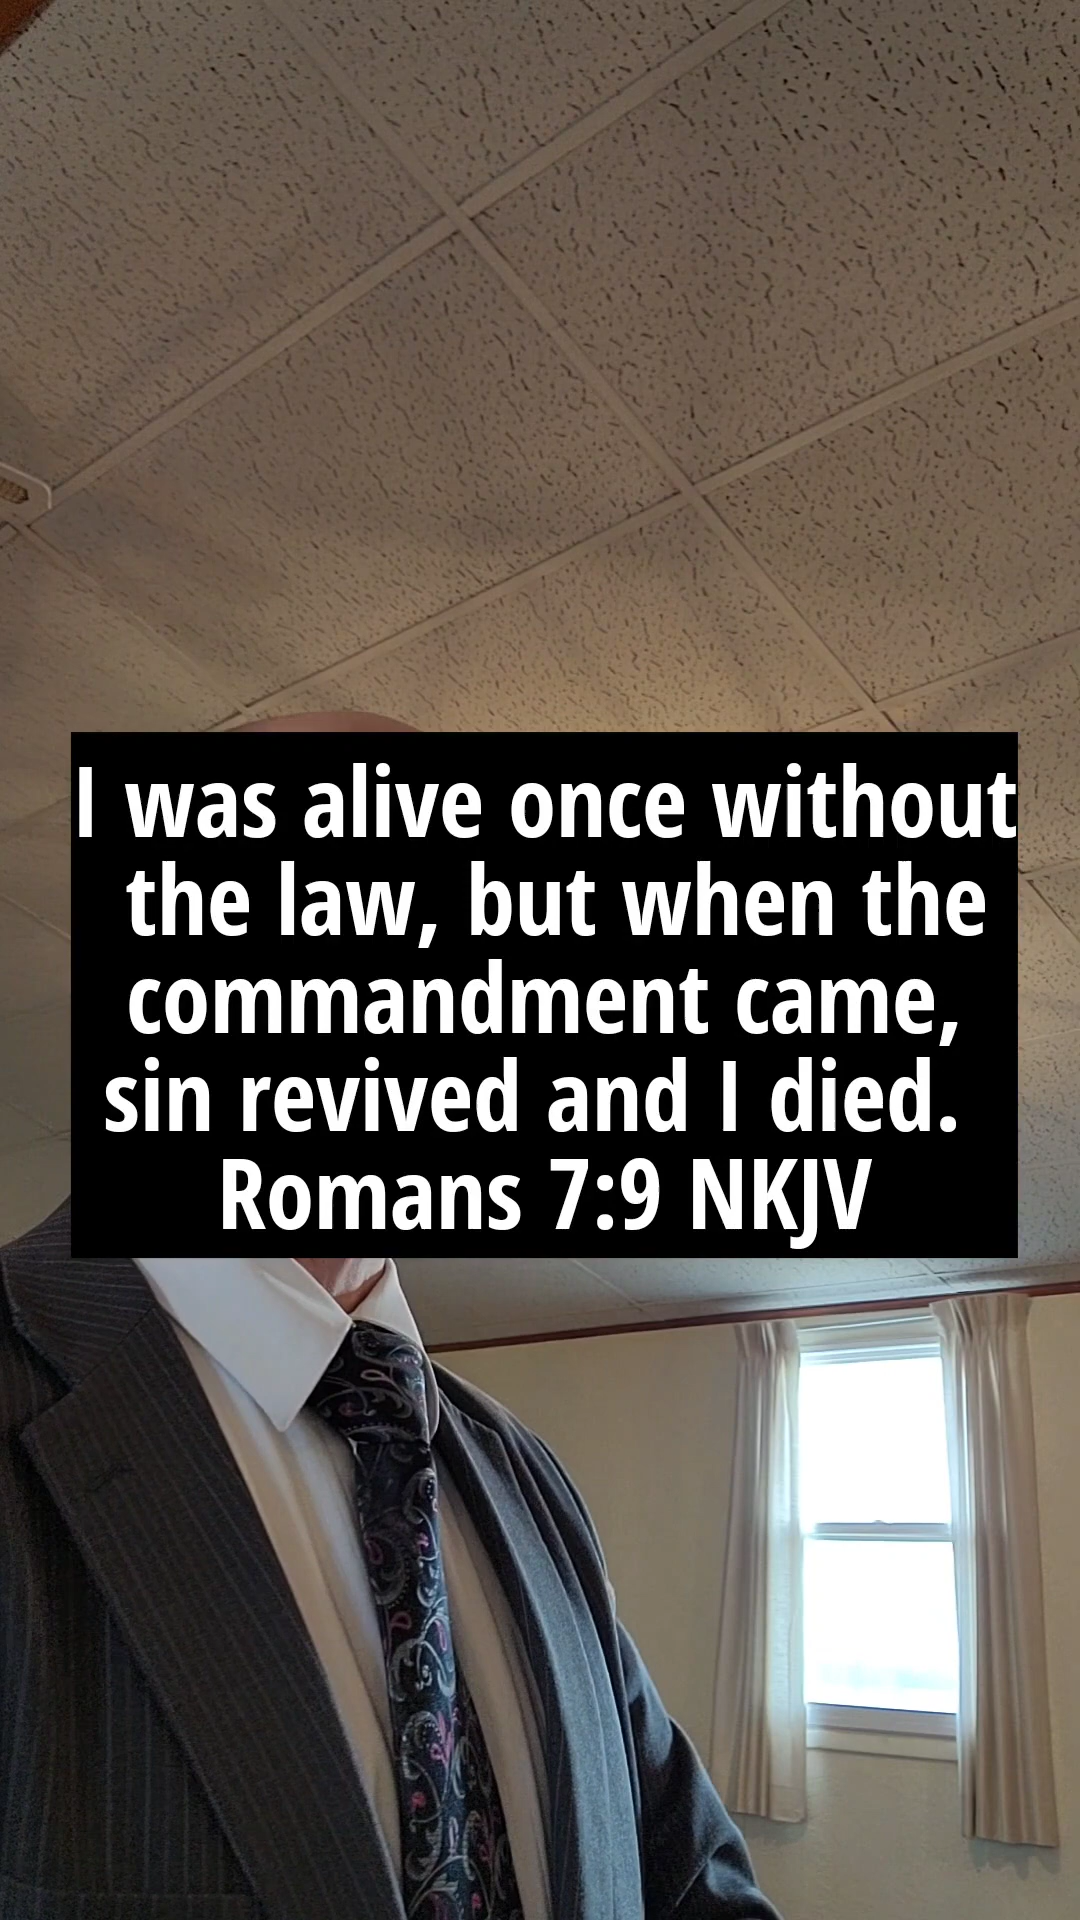 I was alive once without
the law, but when the
commandment came,
sin revived and I died.
Romans 7:9 NKJV